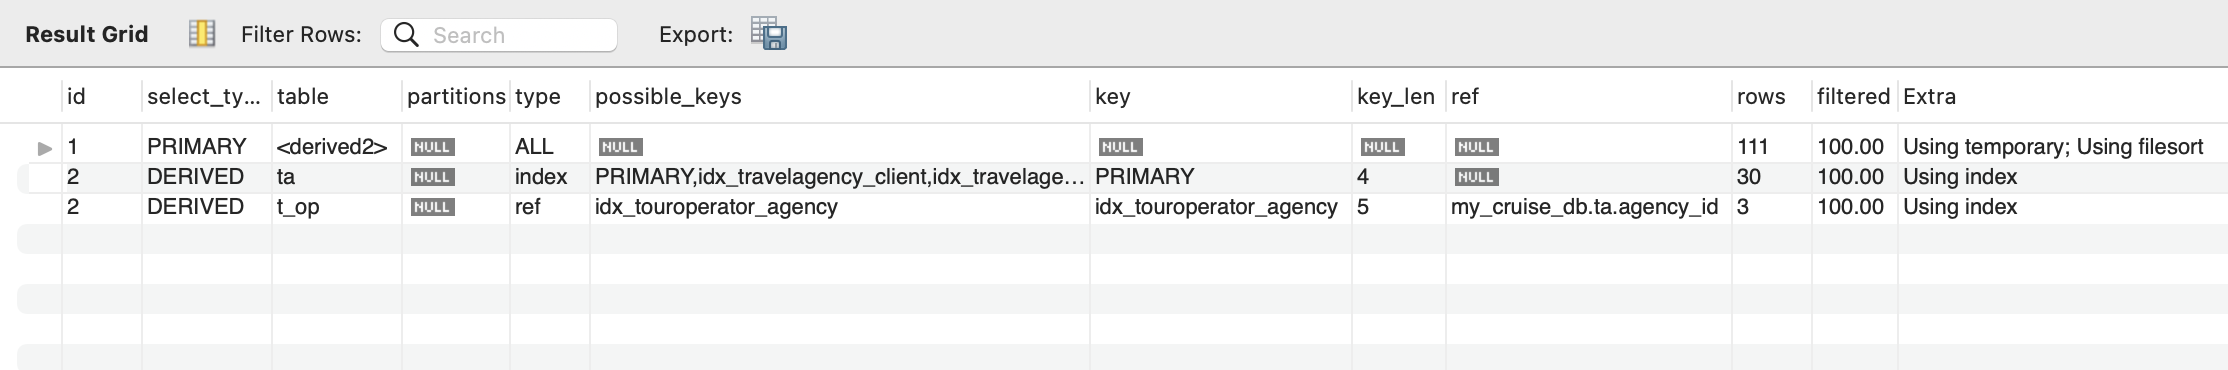 Result Grid Filter Rows: Search Export:
id select_ty... table partitions type possible_keys key key_len ref rows filtered Extra
1 PRIMARY <derived2> NULL ALL NULL NULL NULL NULL 111 100.00 Using temporary; Using filesort
2 DERIVED ta NULL index PRIMARY,idx_travelagency_client,idx_travelage... PRIMARY 4 NULL 30 100.00 Using index
2 DERIVED t_op NULL ref idx_touroperator_agency idx_touroperator_agency 5 my_cruise_db.ta.agency_id 3 100.00 Using index